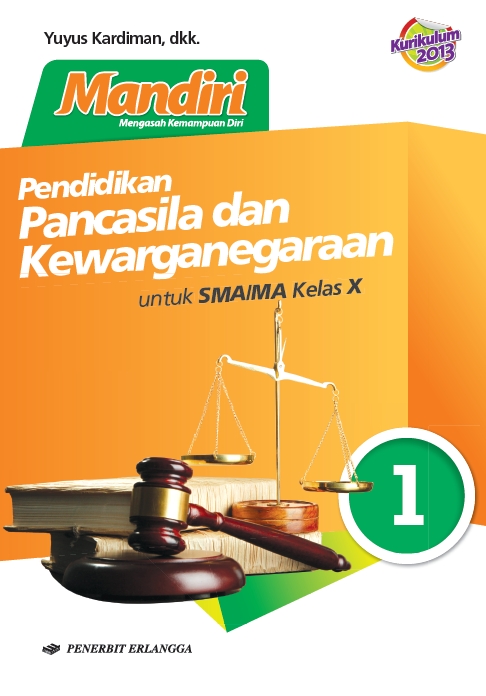 Yuyus Kardiman, dkk.
Kurikulum
2013
Mandiri
Mengasah Kemampuan Diri
Pendidikan
Pancasila dan
Kewarganegaraan
untuk SMA/MA Kelas X
1
PENERBIT ERLANGGA